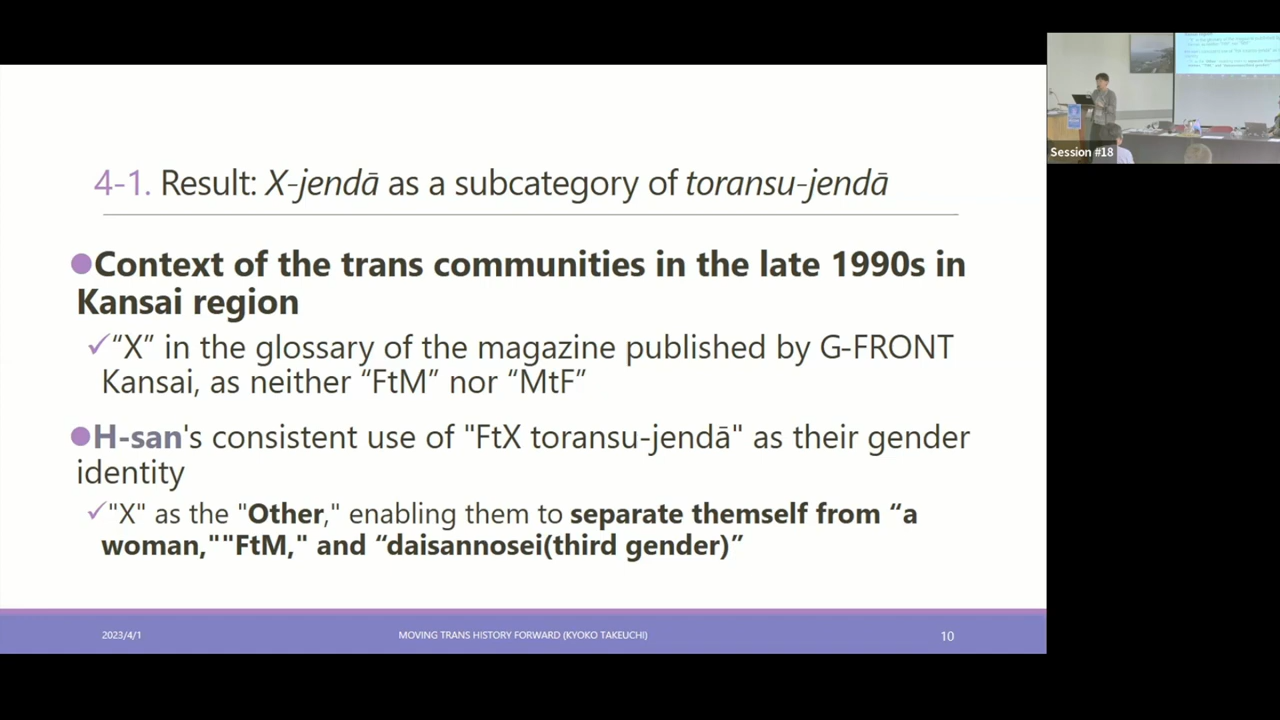 Session #18
4-1. Result: X-jendā as a subcategory of toransu-jendā
●Context of the trans communities in the late 1990s in
Kansai region
✓“X” in the glossary of the magazine published by G-FRONT
Kansai, as neither “FtM” nor “MtF”
●H-san's consistent use of "FtX toransu-jendā" as their gender
identity
✓"X" as the "Other," enabling them to separate themself from “a
woman,""FtM," and “daisannosei(third gender)”
2023/4/1
MOVING TRANS HISTORY FORWARD (KYOKO TAKEUCHI)
10